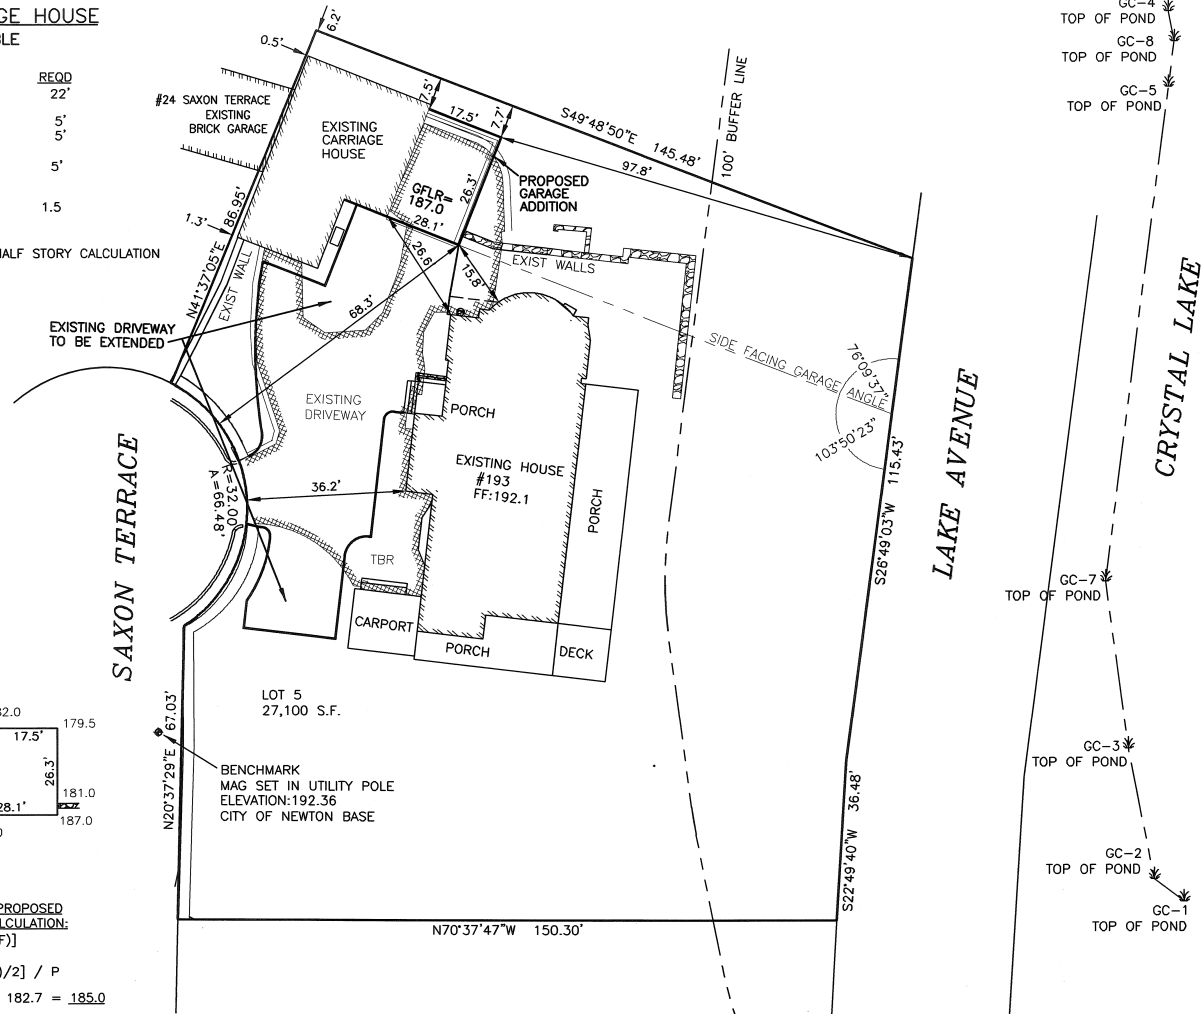 GE HOUSE
BLE
REQD
22'
5'
5'
5'
1.5
HALF STORY CALCULATION
6.2'
0.5'
#24 SAXON TERRACE
EXISTING
BRICK GARAGE
EXISTING
CARRIAGE
HOUSE
7.5'
17.5'
7.7'
S49°48'50"E 145.48'
97.8'
100' BUFFER LINE
GFLR=
187.0
26.3'
28.1'
PROPOSED
GARAGE
ADDITION
1.3'
N41°37'05"E 86.95'
EXIST WALL
26.6
15.8'
68.3'
EXIST WALLS
EXISTING DRIVEWAY
TO BE EXTENDED
EXISTING
DRIVEWAY
SIDE FACING GARAGE ANGLE
76°09'37"
103°50'23"
PORCH
EXISTING HOUSE
#193
FF:192.1
PORCH
36.2'
R=32.00'
A=66.48'
TBR
CARPORT
PORCH
DECK
SAXON TERRACE
LAKE AVENUE
CRYSTAL LAKE
S26°49'03"W 115.43'
S22°49'40"W 36.48'
N70°37'47"W 150.30'
N20°37'29"E 67.03'
LOT 5
27,100 S.F.
BENCHMARK
MAG SET IN UTILITY POLE
ELEVATION:192.36
CITY OF NEWTON BASE
GC-4
TOP OF POND
GC-8
TOP OF POND
GC-5
TOP OF POND
GC-7
TOP OF POND
GC-3
TOP OF POND
GC-2
TOP OF POND
GC-1
TOP OF POND
32.0
179.5
17.5'
26.3'
181.0
28.1'
187.0
0
PROPOSED
LCULATION:
F)]
)/2] / P
182.7 = 185.0